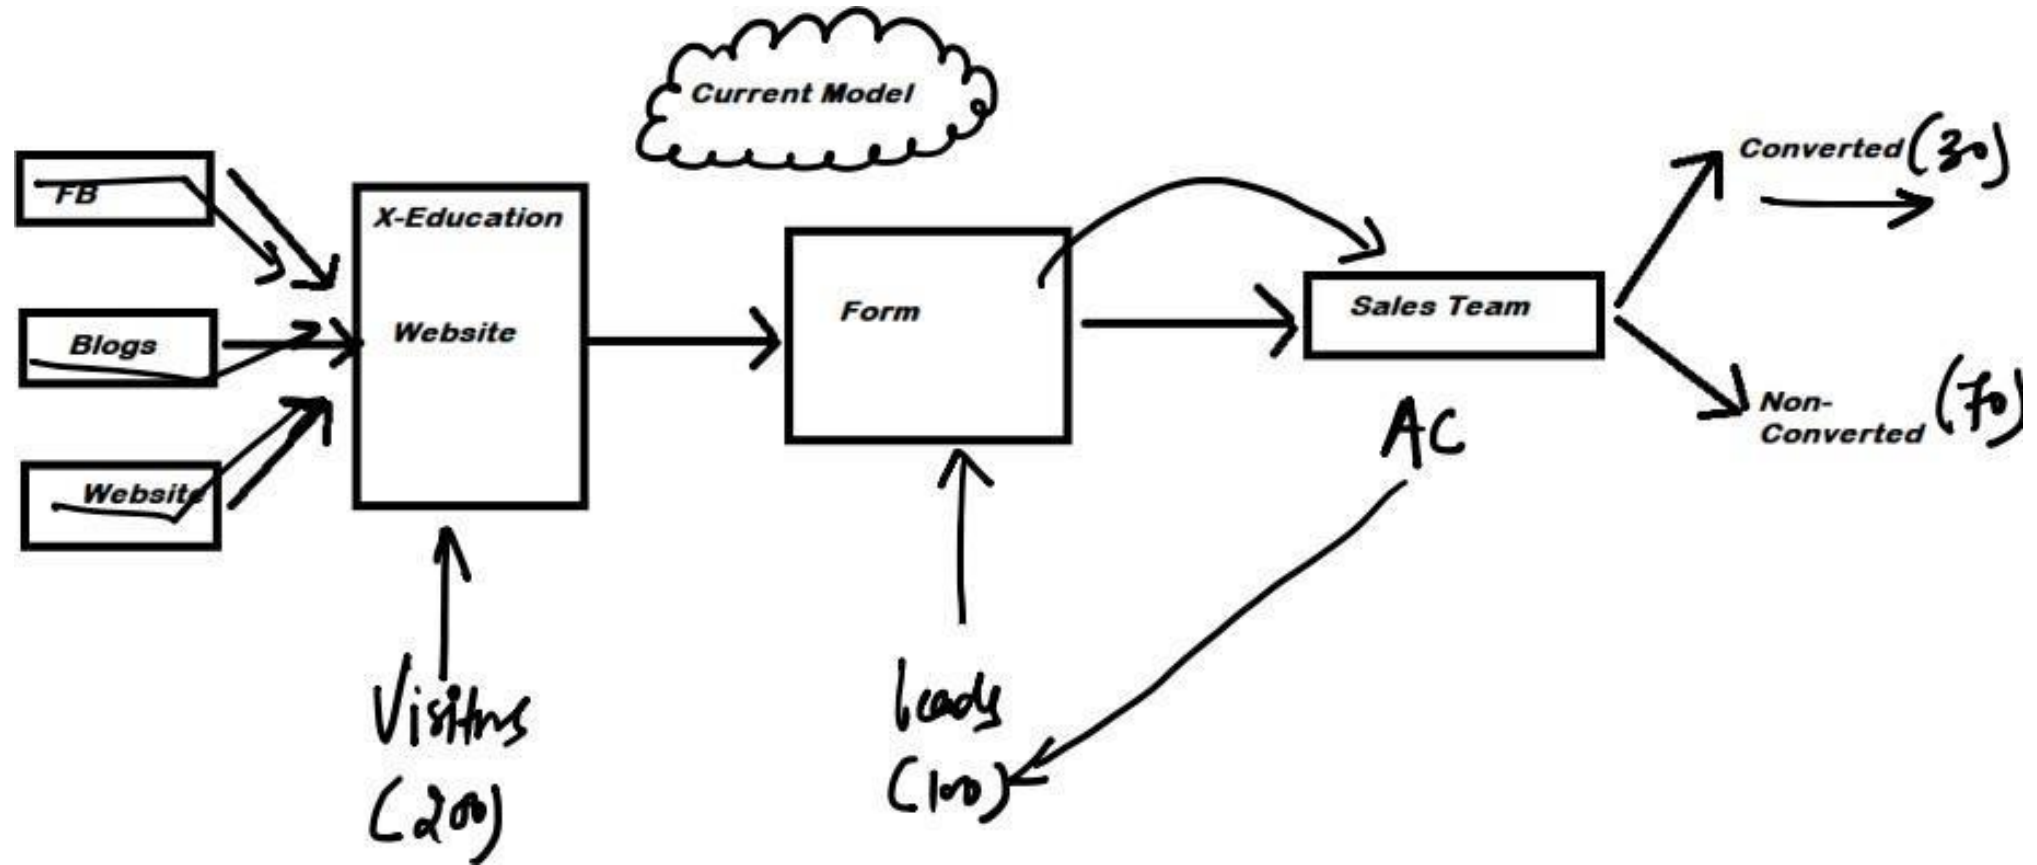 Current Model
FB
Blogs
Website
X-Education
Website
Form
Sales Team
Converted (30)
Non-
Converted (70)
AC
Visitors
(200)
leads
(100)